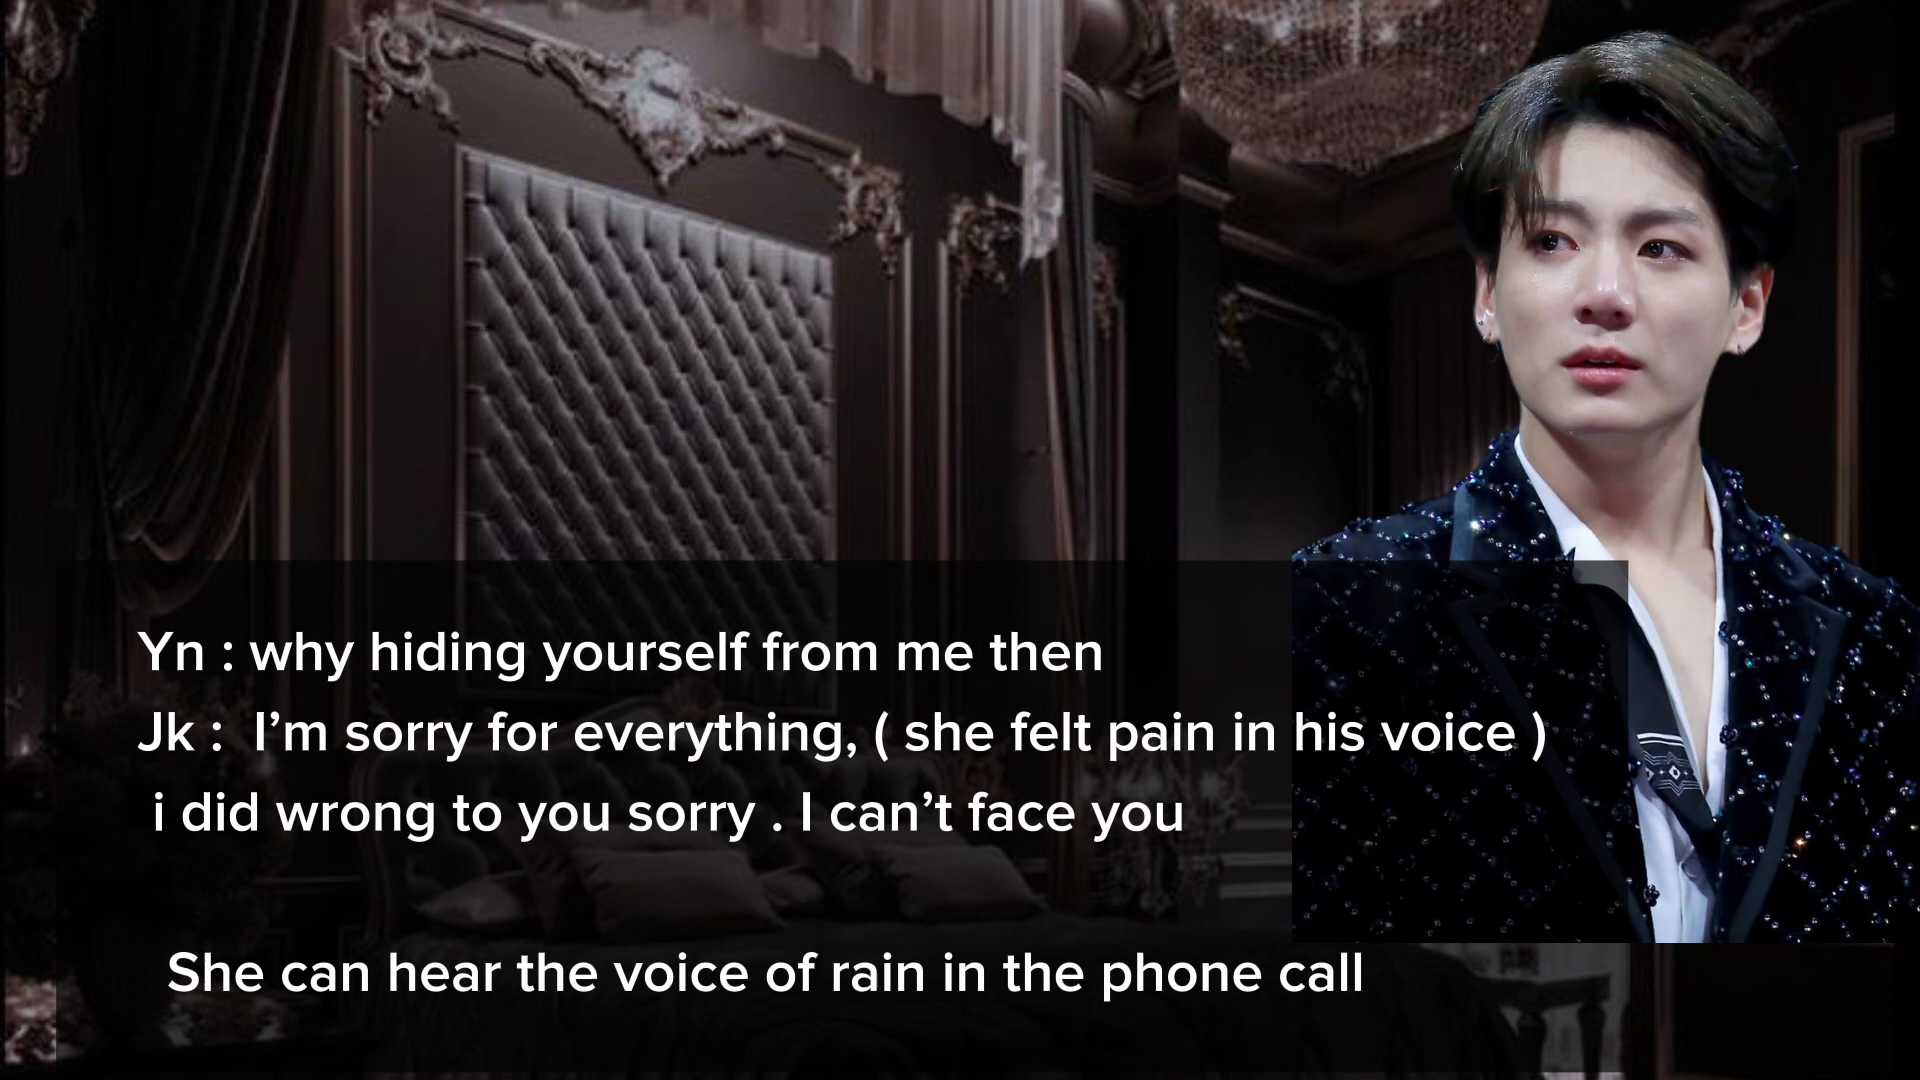 Yn : why hiding yourself from me then
Jk : I’m sorry for everything, ( she felt pain in his voice )
i did wrong to you sorry . I can’t face you
She can hear the voice of rain in the phone call